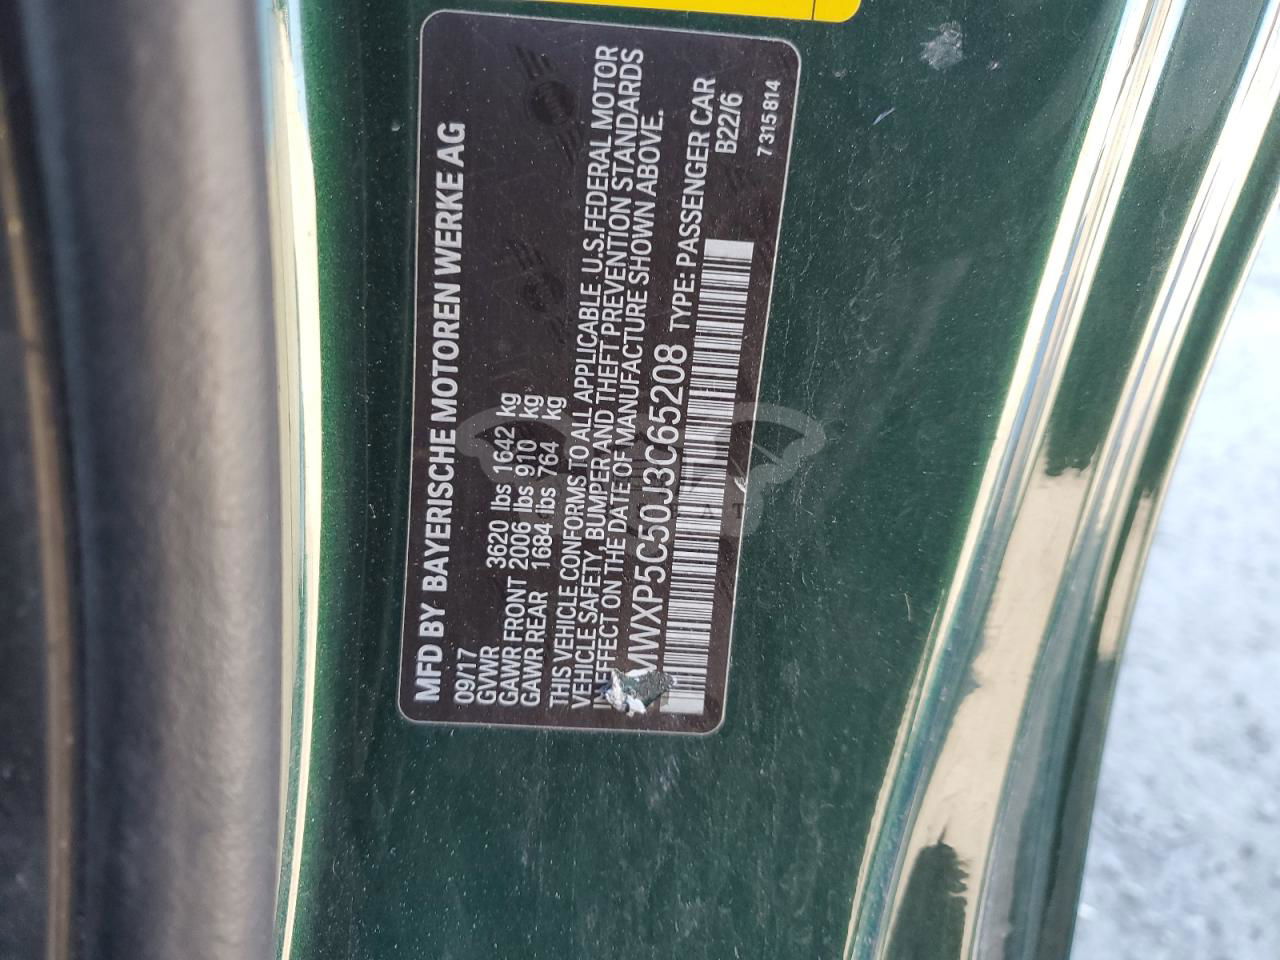 MFD BY BAYERISCHE MOTOREN WERKE AG
09/17
GVWR 3620 lbs 1642 kg
GAWR FRONT 2006 lbs 910 kg
GAWR REAR 1684 lbs 764 kg
THIS VEHICLE CONFORMS TO ALL APPLICABLE U.S.FEDERAL MOTOR
VEHICLE SAFETY, BUMPER AND THEFT PREVENTION STANDARDS
IN EFFECT ON THE DATE OF MANUFACTURE SHOWN ABOVE.
WMWXP5C50J3C65208 TYPE: PASSENGER CAR
B22/6
7 315 814